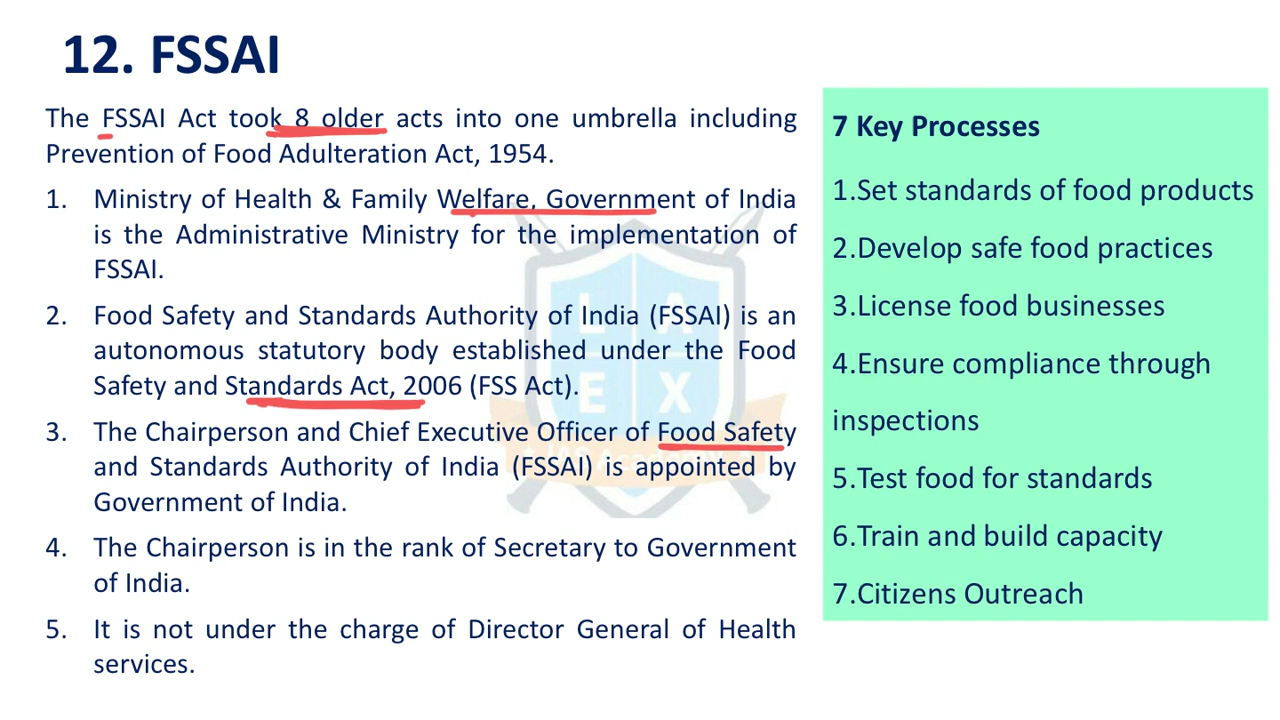 12. FSSAI
The FSSAI Act took 8 older acts into one umbrella including
Prevention of Food Adulteration Act, 1954.
1. Ministry of Health & Family Welfare, Government of India
is the Administrative Ministry for the implementation of
FSSAI.
2. Food Safety and Standards Authority of India (FSSAI) is an
autonomous statutory body established under the Food
Safety and Standards Act, 2006 (FSS Act).
3. The Chairperson and Chief Executive Officer of Food Safety
and Standards Authority of India (FSSAI) is appointed by
Government of India.
4. The Chairperson is in the rank of Secretary to Government
of India.
5. It is not under the charge of Director General of Health
services.
7 Key Processes
1.Set standards of food products
2.Develop safe food practices
3.License food businesses
4.Ensure compliance through
inspections
5.Test food for standards
6.Train and build capacity
7.Citizens Outreach
L A
E X